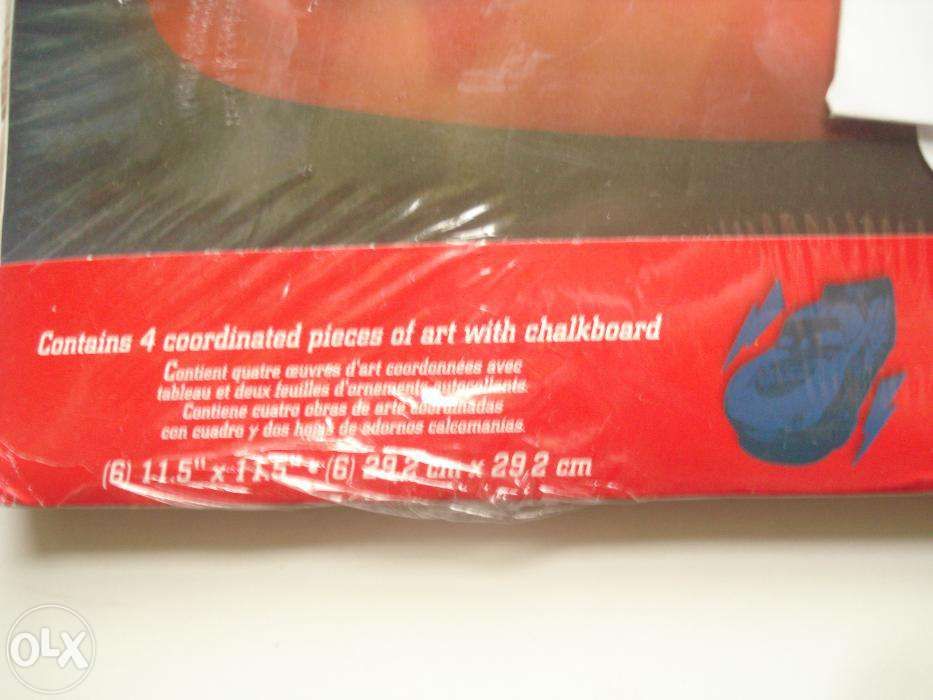 Contains 4 coordinated pieces of art with chalkboard
Contient quatre œuvres d'art coordonnées avec
tableau et deux feuilles d'ornements autocollants.
Contiene cuatro obras de arte coordinadas
con cuadro y dos hojas de adornos calcomanias.
(6) 11.5" x 11.5" • (6) 29,2 cm x 29,2 cm
OLX